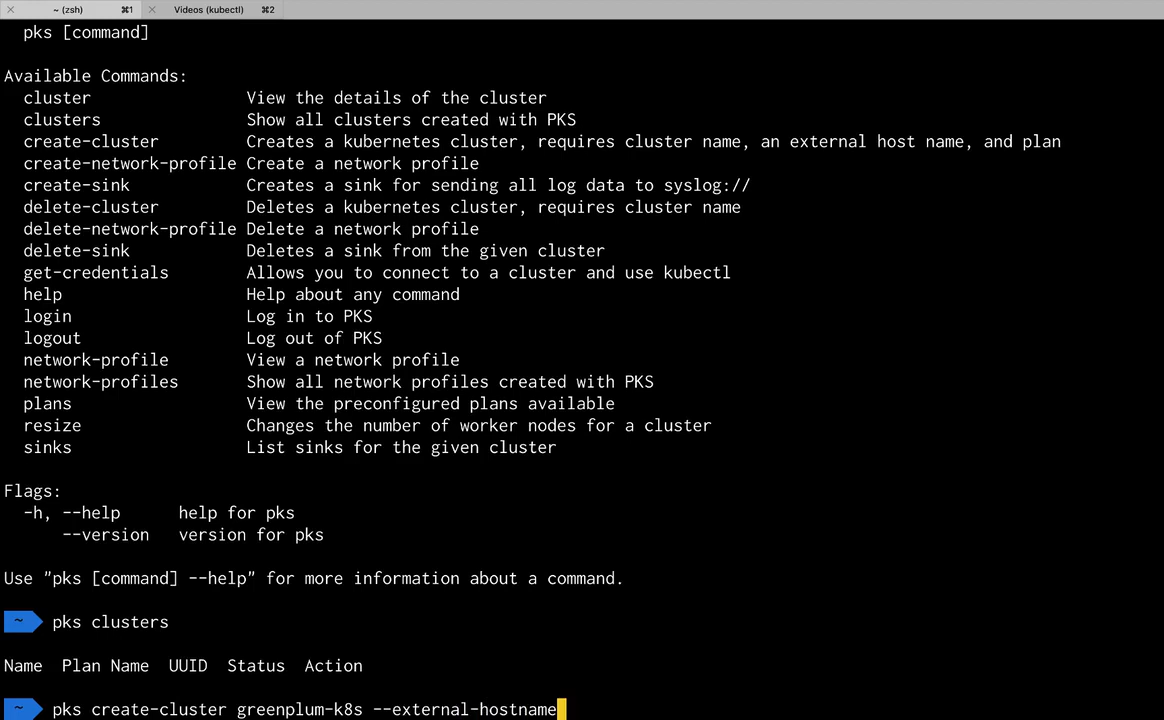 ~ (zsh) ⌘1 Videos (kubectl) ⌘2
pks [command]
Available Commands:
cluster View the details of the cluster
clusters Show all clusters created with PKS
create-cluster Creates a kubernetes cluster, requires cluster name, an external host name, and plan
create-network-profile Create a network profile
create-sink Creates a sink for sending all log data to syslog://
delete-cluster Deletes a kubernetes cluster, requires cluster name
delete-network-profile Delete a network profile
delete-sink Deletes a sink from the given cluster
get-credentials Allows you to connect to a cluster and use kubectl
help Help about any command
login Log in to PKS
logout Log out of PKS
network-profile View a network profile
network-profiles Show all network profiles created with PKS
plans View the preconfigured plans available
resize Changes the number of worker nodes for a cluster
sinks List sinks for the given cluster
Flags:
-h, --help help for pks
--version version for pks
Use "pks [command] --help" for more information about a command.
~ pks clusters
Name Plan Name UUID Status Action
~ pks create-cluster greenplum-k8s --external-hostname